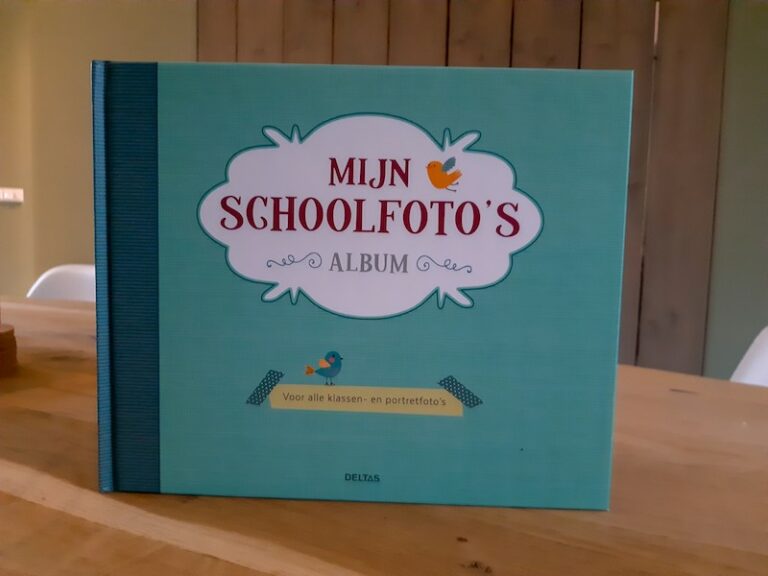 MIJN
SCHOOLFOTO'S
ALBUM
Voor alle klassen- en portretfoto's
DELTAS